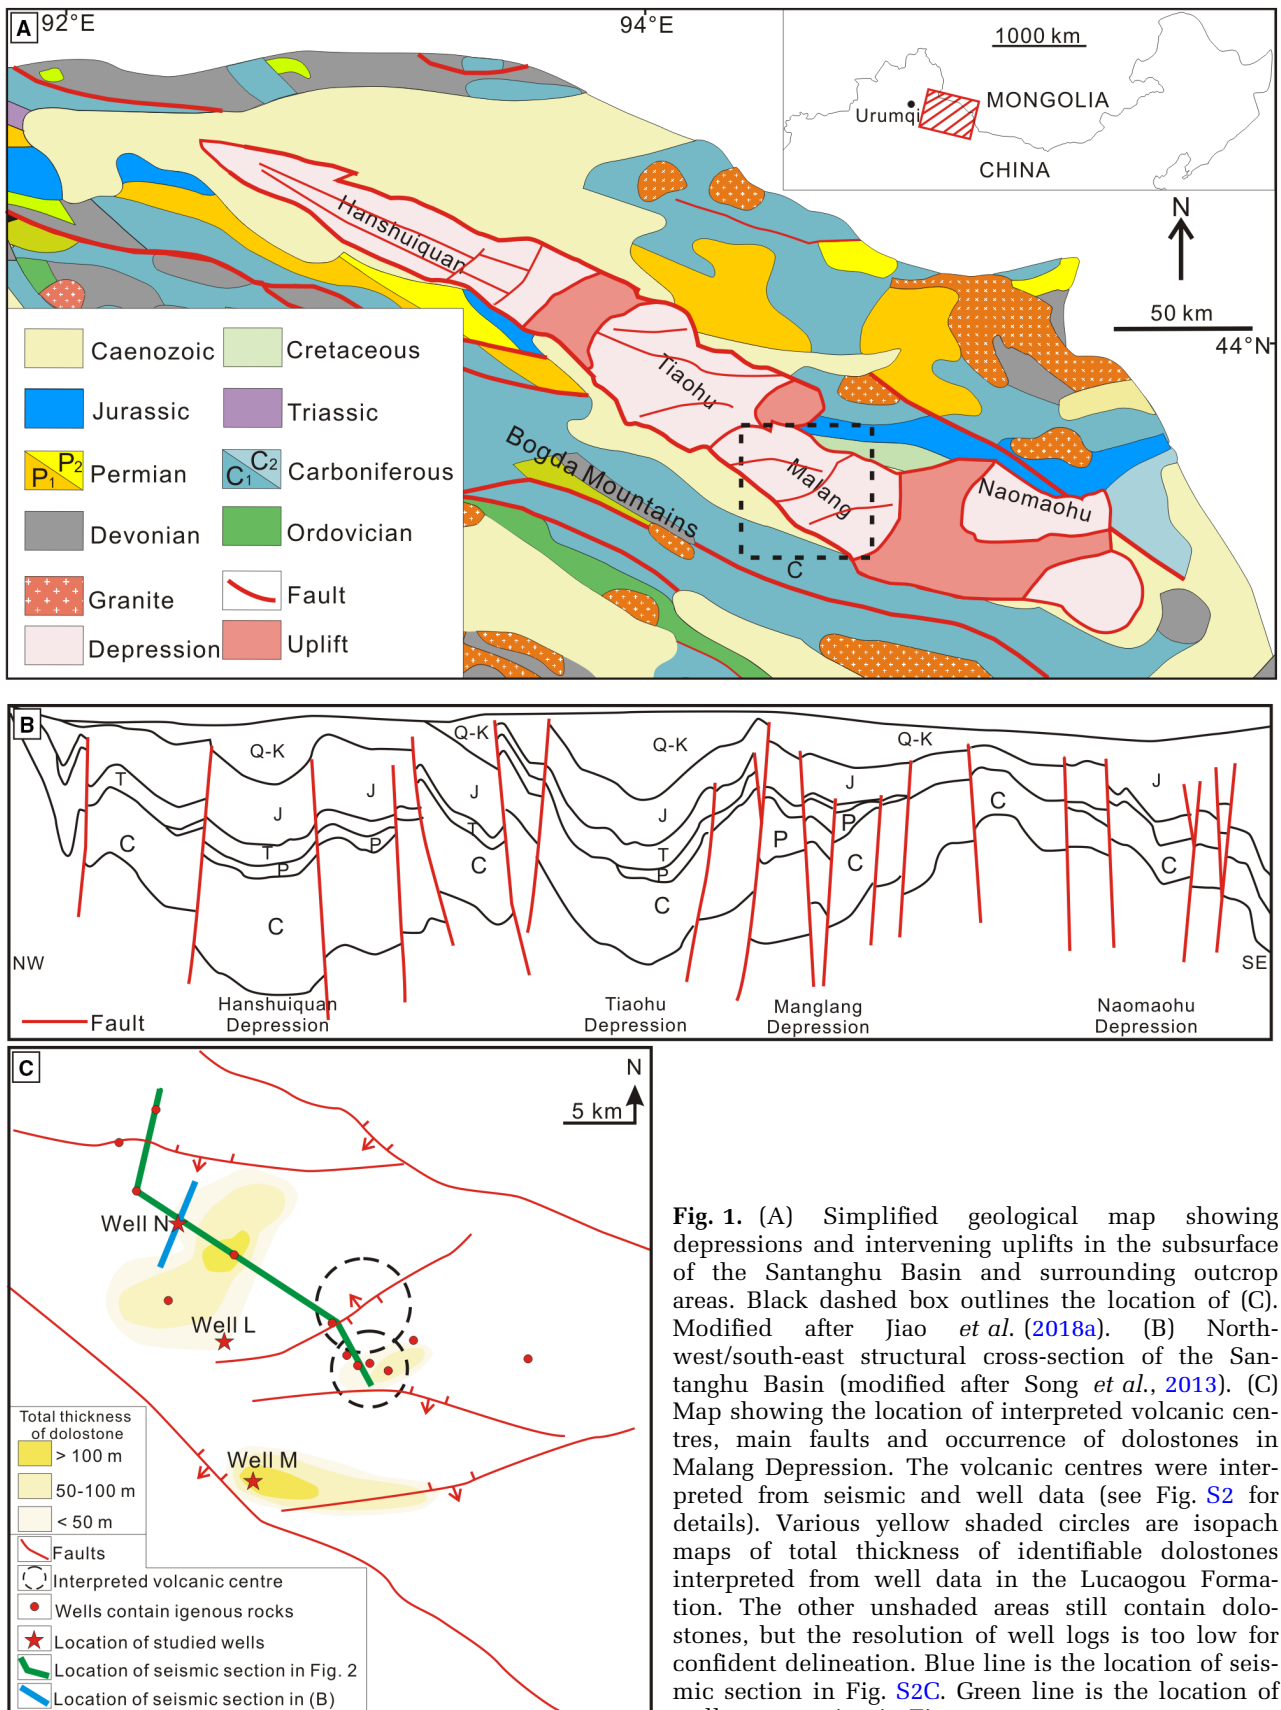 A
92°E
94°E
1000 km
MONGOLIA
Urumqi
CHINA
N
50 km
44°N
Hanshuiquan
Tiaohu
Malang
Naomaohu
Bogda Mountains
C
Caenozoic
Cretaceous
Jurassic
Triassic
P1 P2 Permian
C1 C2 Carboniferous
Devonian
Ordovician
Granite
Fault
Depression
Uplift
B
Q-K
Q-K
Q-K
Q-K
T
J
J
J
J
J
J
T
T
T
P
P
P
P
P
C
C
C
C
C
C
C
NW
SE
Hanshuiquan
Depression
Tiaohu
Depression
Manglang
Depression
Naomaohu
Depression
Fault
C
N
5 km
Well N
Well L
Well M
Total thickness
of dolostone
> 100 m
50-100 m
< 50 m
Faults
Interpreted volcanic centre
Wells contain igenous rocks
Location of studied wells
Location of seismic section in Fig. 2
Location of seismic section in (B)
Fig. 1. (A) Simplified geological map showing
depressions and intervening uplifts in the subsurface
of the Santanghu Basin and surrounding outcrop
areas. Black dashed box outlines the location of (C).
Modified after Jiao et al. (2018a). (B) North-
west/south-east structural cross-section of the San-
tanghu Basin (modified after Song et al., 2013). (C)
Map showing the location of interpreted volcanic cen-
tres, main faults and occurrence of dolostones in
Malang Depression. The volcanic centres were inter-
preted from seismic and well data (see Fig. S2 for
details). Various yellow shaded circles are isopach
maps of total thickness of identifiable dolostones
interpreted from well data in the Lucaogou Forma-
tion. The other unshaded areas still contain dolo-
stones, but the resolution of well logs is too low for
confident delineation. Blue line is the location of seis-
mic section in Fig. S2C. Green line is the location of